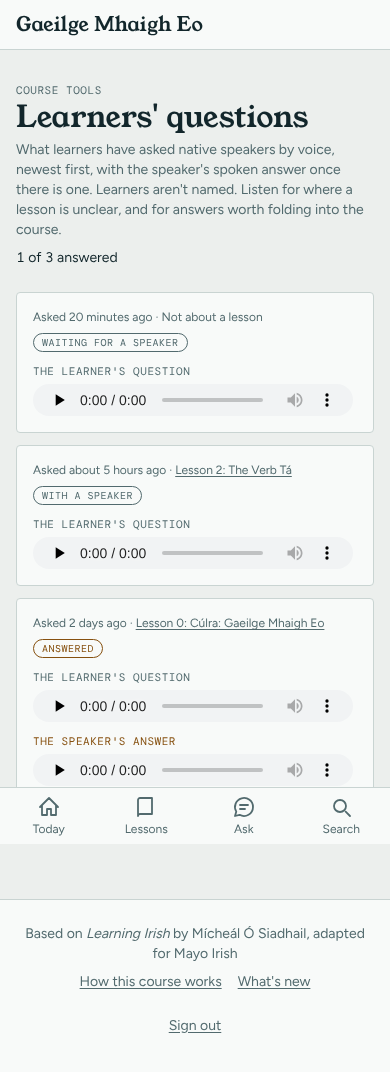 Gaeilge Mhaigh Eo
COURSE TOOLS
Learners' questions
What learners have asked native speakers by voice,
newest first, with the speaker's spoken answer once
there is one. Learners aren't named. Listen for where a
lesson is unclear, and for answers worth folding into the
course.
1 of 3 answered
Asked 20 minutes ago · Not about a lesson
WAITING FOR A SPEAKER
THE LEARNER'S QUESTION
0:00 / 0:00
Asked about 5 hours ago · Lesson 2: The Verb Tá
WITH A SPEAKER
THE LEARNER'S QUESTION
0:00 / 0:00
Asked 2 days ago · Lesson 0: Cúlra: Gaeilge Mhaigh Eo
ANSWERED
THE LEARNER'S QUESTION
0:00 / 0:00
THE SPEAKER'S ANSWER
0:00 / 0:00
Today Lessons Ask Search
Based on Learning Irish by Mícheál Ó Siadhail, adapted
for Mayo Irish
How this course works What's new
Sign out